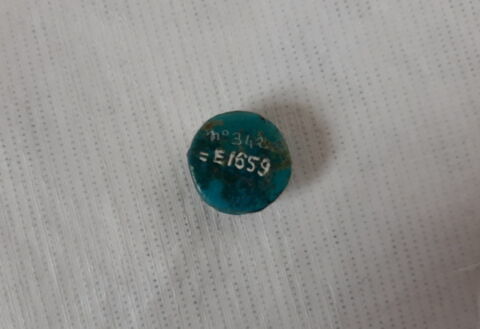 n° 342
= E1659